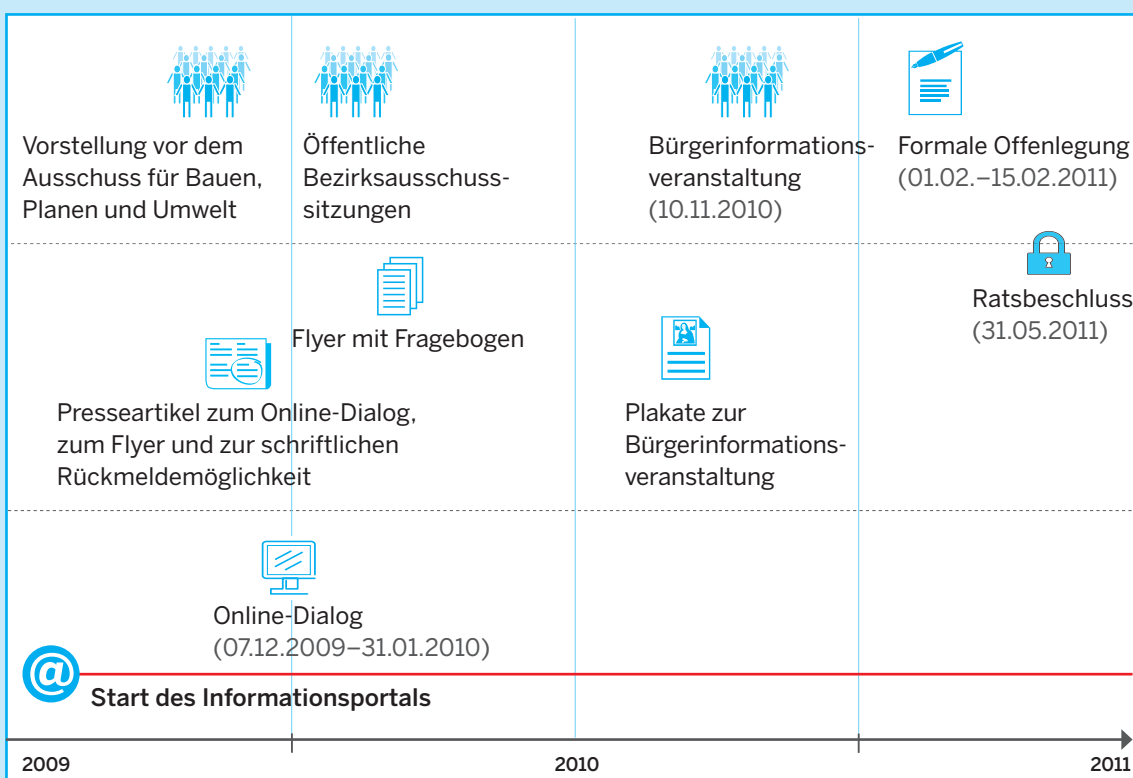 Vorstellung vor dem
Ausschuss für Bauen,
Planen und Umwelt
Öffentliche
Bezirksausschuss-
sitzungen
Bürgerinformations-
veranstaltung
(10.11.2010)
Formale Offenlegung
(01.02.–15.02.2011)
Ratsbeschluss
(31.05.2011)
Flyer mit Fragebogen
Presseartikel zum Online-Dialog,
zum Flyer und zur schriftlichen
Rückmeldemöglichkeit
Plakate zur
Bürgerinformations-
veranstaltung
Online-Dialog
(07.12.2009–31.01.2010)
@
Start des Informationsportals
2009 2010 2011